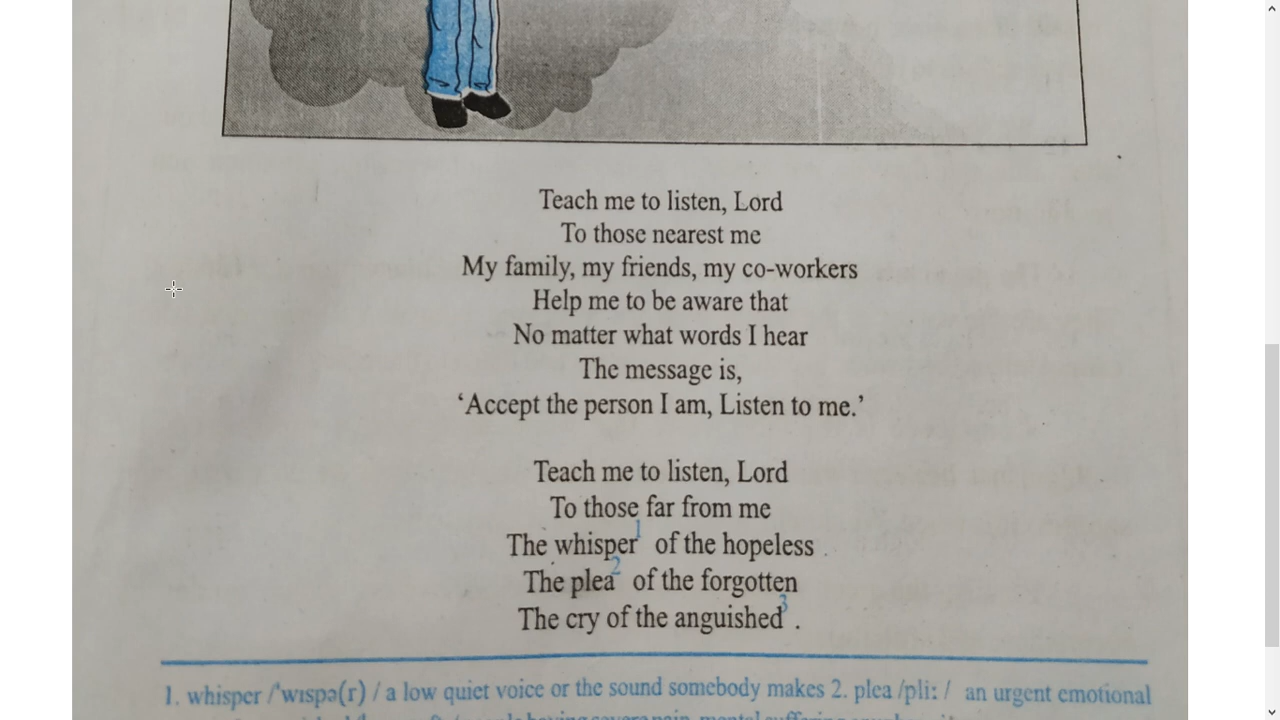 Teach me to listen, Lord
To those nearest me
My family, my friends, my co-workers
Help me to be aware that
No matter what words I hear
The message is,
‘Accept the person I am, Listen to me.’
Teach me to listen, Lord
To those far from me
The whisper1 of the hopeless
The plea2 of the forgotten
The cry of the anguished3 .
1. whisper /'wɪspə(r) / a low quiet voice or the sound somebody makes 2. plea /pliː / an urgent emotional